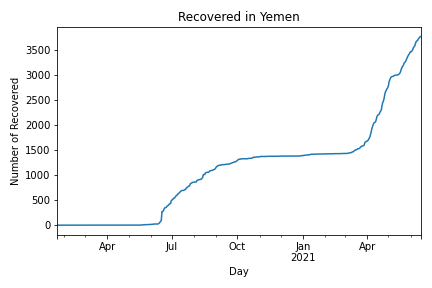 Recovered in Yemen
Number of Recovered
3500
3000
2500
2000
1500
1000
500
0
Apr
Jul
Oct
Jan
2021
Apr
Day